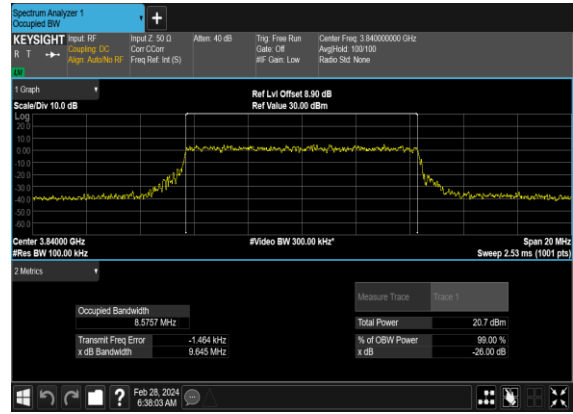 Spectrum Analyzer 1
Occupied BW
+
KEYSIGHT
R T
LXI
Input: RF
Coupling: DC
Align: Auto/No RF
Input Z: 50 Ω
Corr CCorr
Freq Ref: Int (S)
Atten: 40 dB
Trig: Free Run
Gate: Off
#IF Gain: Low
Center Freq: 3.840000000 GHz
Avg|Hold: 100/100
Radio Std: None
1 Graph
Scale/Div 10.0 dB
Ref Lvl Offset 8.90 dB
Ref Value 30.00 dBm
Log
20.0
10.0
0.00
-10.0
-20.0
-30.0
-40.0
-50.0
-60.0
Center 3.84000 GHz
#Res BW 100.00 kHz
#Video BW 300.00 kHz*
Span 20 MHz
Sweep 2.53 ms (1001 pts)
2 Metrics
Measure Trace
Trace 1
Occupied Bandwidth
8.5757 MHz
Total Power
20.7 dBm
Transmit Freq Error
-1.464 kHz
% of OBW Power
99.00 %
x dB Bandwidth
9.645 MHz
x dB
-26.00 dB
?
Feb 28, 2024
6:38:03 AM